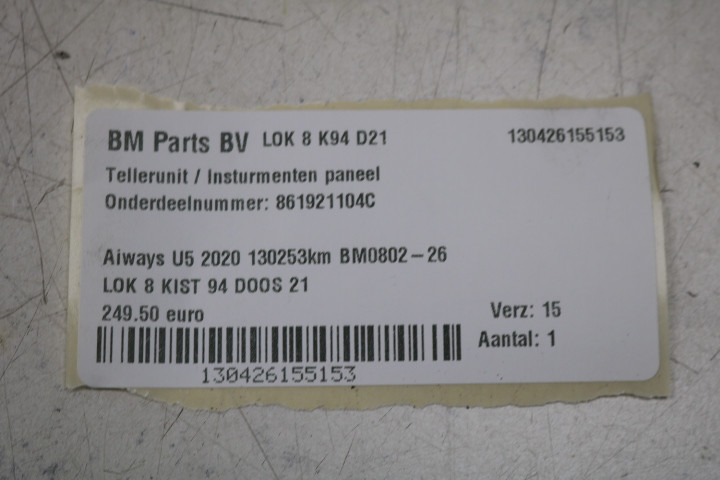 BM Parts BV LOK 8 K94 D21 130426155153
Tellerunit / Insturmenten paneel
Onderdeelnummer: 861921104C
Aiways U5 2020 130253km BM0802-26
LOK 8 KIST 94 DOOS 21
249.50 euro Verz: 15
Aantal: 1
130426155153